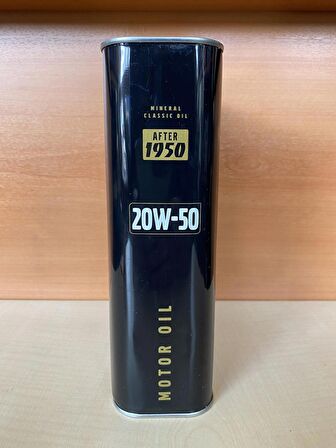 MINERAL
CLASSIC OIL
AFTER
1950
20W-50
MOTOR OIL